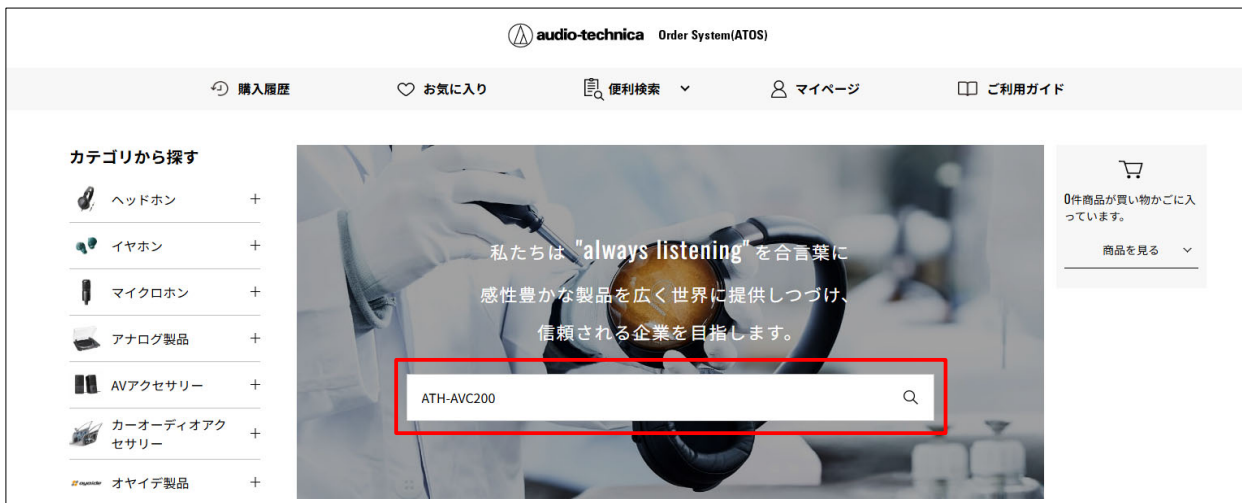 audio-technica Order System(ATOS)
購入履歴 お気に入り 便利検索 マイページ ご利用ガイド
カテゴリから探す
ヘッドホン
イヤホン
マイクロホン
アナログ製品
AVアクセサリー
カーオーディオアク
セサリー
オヤイデ製品
私たちは "always listening" を合言葉に
感性豊かな製品を広く世界に提供しつづけ、
信頼される企業を目指します。
ATH-AVC200
0件商品が買い物かごに入
っています。
商品を見る